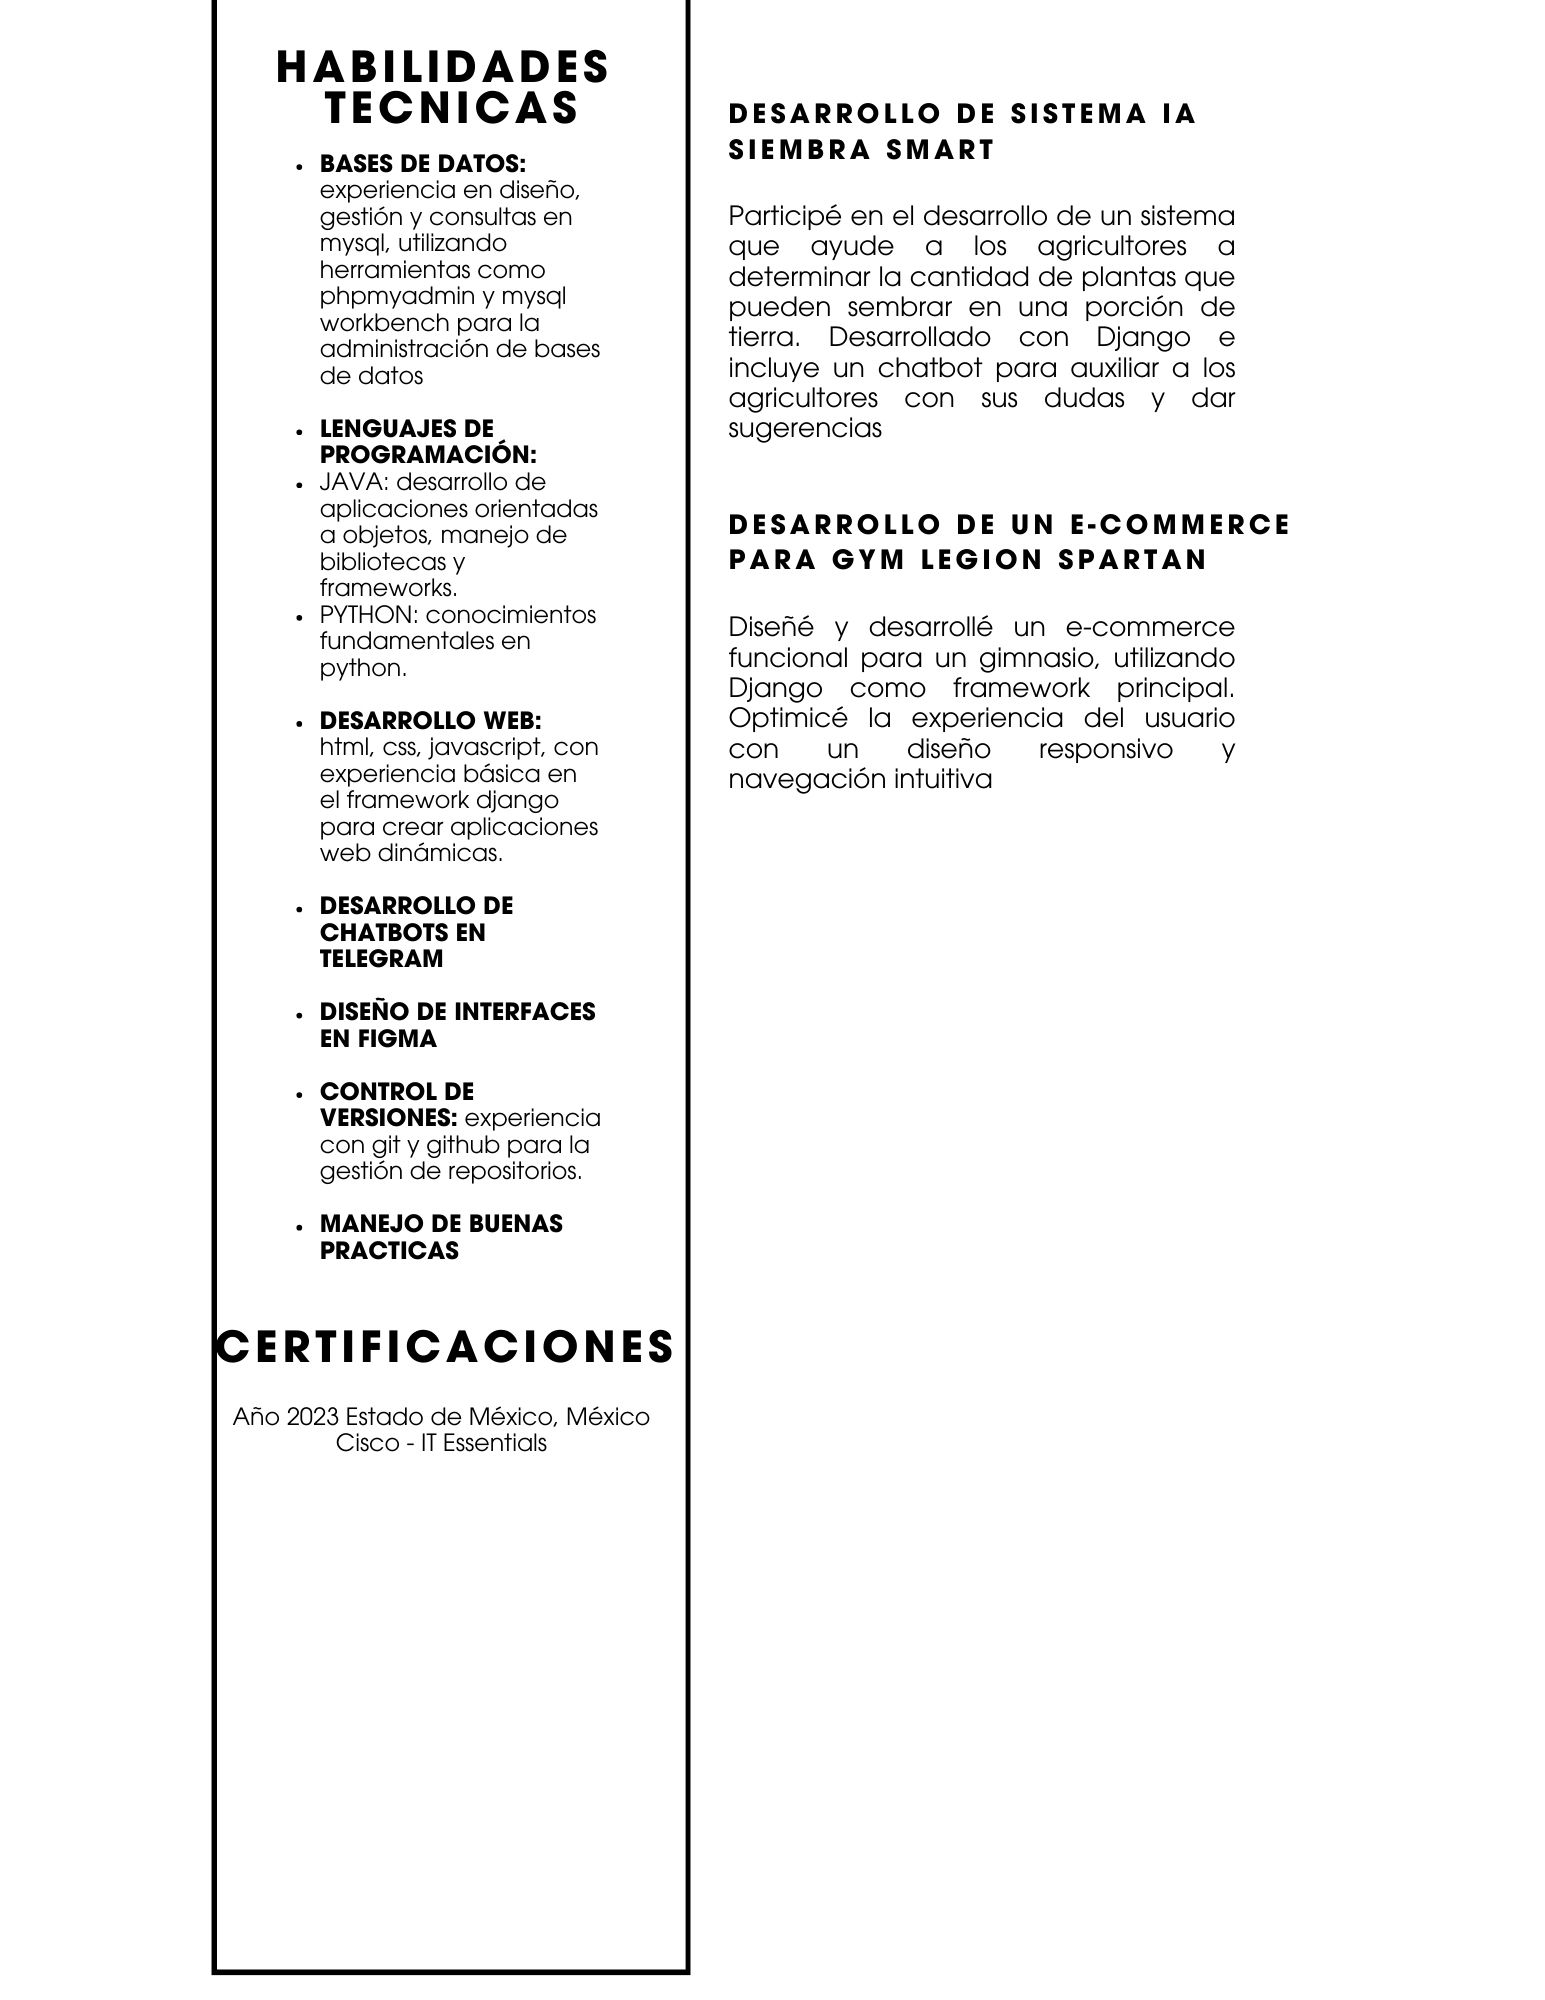 HABILIDADES
TECNICAS
• BASES DE DATOS:
experiencia en diseño,
gestión y consultas en
mysql, utilizando
herramientas como
phpmyadmin y mysql
workbench para la
administración de bases
de datos
• LENGUAJES DE
PROGRAMACIÓN:
• JAVA: desarrollo de
aplicaciones orientadas
a objetos, manejo de
bibliotecas y
frameworks.
• PYTHON: conocimientos
fundamentales en
python.
• DESARROLLO WEB:
html, css, javascript, con
experiencia básica en
el framework django
para crear aplicaciones
web dinámicas.
• DESARROLLO DE
CHATBOTS EN
TELEGRAM
• DISEÑO DE INTERFACES
EN FIGMA
• CONTROL DE
VERSIONES: experiencia
con git y github para la
gestión de repositorios.
• MANEJO DE BUENAS
PRACTICAS
CERTIFICACIONES
Año 2023 Estado de México, México
Cisco - IT Essentials
DESARROLLO DE SISTEMA IA
SIEMBRA SMART
Participé en el desarrollo de un sistema
que ayude a los agricultores a
determinar la cantidad de plantas que
pueden sembrar en una porción de
tierra. Desarrollado con Django e
incluye un chatbot para auxiliar a los
agricultores con sus dudas y dar
sugerencias
DESARROLLO DE UN E-COMMERCE
PARA GYM LEGION SPARTAN
Diseñé y desarrollé un e-commerce
funcional para un gimnasio, utilizando
Django como framework principal.
Optimicé la experiencia del usuario
con un diseño responsivo y
navegación intuitiva